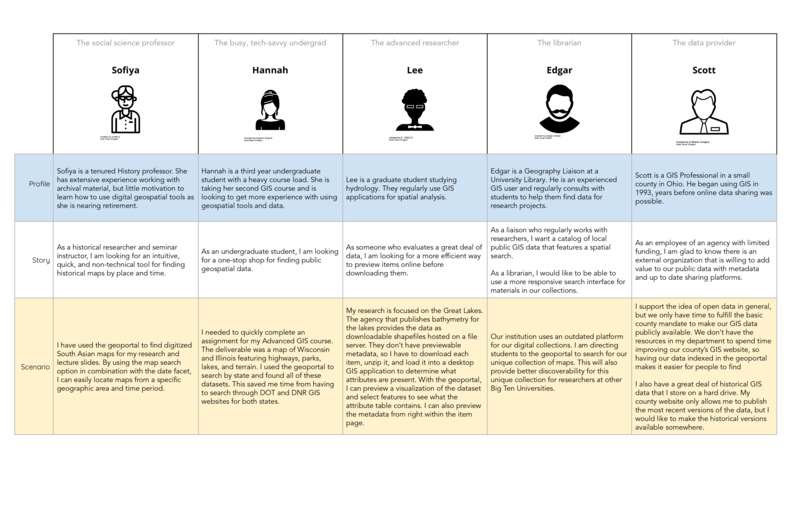 The social science professor
The busy, tech-savvy undergrad
The advanced researcher
The librarian
The data provider
Sofiya
Hannah
Lee
Edgar
Scott
Profile
Sofiya is a tenured History professor. She
has extensive experience working with
archival material, but little motivation to
learn how to use digital geospatial tools as
she is nearing retirement.
Hannah is a third year undergraduate
student with a heavy course load. She is
taking her second GIS course and is
looking to get more experience with using
geospatial tools and data.
Lee is a graduate student studying
hydrology. They regularly use GIS
applications for spatial analysis.
Edgar is a Geography Liaison at a
University Library. He is an experienced
GIS user and regularly consults with
students to help them find data for
research projects.
Scott is a GIS Professional in a small
county in Ohio. He began using GIS in
1993, years before online data sharing was
possible.
Story
As a historical researcher and seminar
instructor, I am looking for an intuitive,
quick, and non-technical tool for finding
historical maps by place and time.
As an undergraduate student, I am looking
for a one-stop shop for finding public
geospatial data.
As someone who evaluates a great deal of
data, I am looking for a more efficient way
to preview items online before
downloading them.
As a liaison who regularly works with
researchers, I want a catalog of local
public GIS data that features a spatial
search.
As a librarian, I would like to be able to
use a more responsive search interface for
materials in our collections.
As an employee of an agency with limited
funding, I am glad to know there is an
external organization that is willing to add
value to our public data with metadata
and up to date sharing platforms.
Scenario
I have used the geoportal to find digitized
South Asian maps for my research and
lecture slides. By using the map search
option in combination with the date facet,
I can easily locate maps from a specific
geographic area and time period.
I needed to quickly complete an
assignment for my Advanced GIS course.
The deliverable was a map of Wisconsin
and Illinois featuring highways, parks,
lakes, and terrain. I used the geoportal to
search by state and found all of these
datasets. This saved me time from having
to search through DOT and DNR GIS
websites for both states.
My research is focused on the Great Lakes.
The agency that publishes bathymetry for
the lakes provides the data as
downloadable shapefiles hosted on a file
server. They don't have previewable
metadata, so I have to download each
item, unzip it, and load it into a desktop
GIS application to determine what
attributes are present. With the geoportal,
I can preview a visualization of the dataset
and select features to see what the
attribute table contains. I can also preview
the metadata from right within the item
page.
Our institution uses an outdated platform
for our digital collections. I am directing
students to the geoportal to search for our
unique collection of maps. This will also
provide better discoverability for this
unique collection for researchers at other
Big Ten Universities.
I support the idea of open data in general,
but we only have time to fulfill the basic
county mandate to make our GIS data
publicly available. We don't have the
resources in my department to spend time
improving our county's GIS website, so
having our data indexed in the geoportal
makes it easier for people to find
I also have a great deal of historical GIS
data that I store on a hard drive. My
county website only allows me to publish
the most recent versions of the data, but I
would like to make the historical versions
available somewhere.